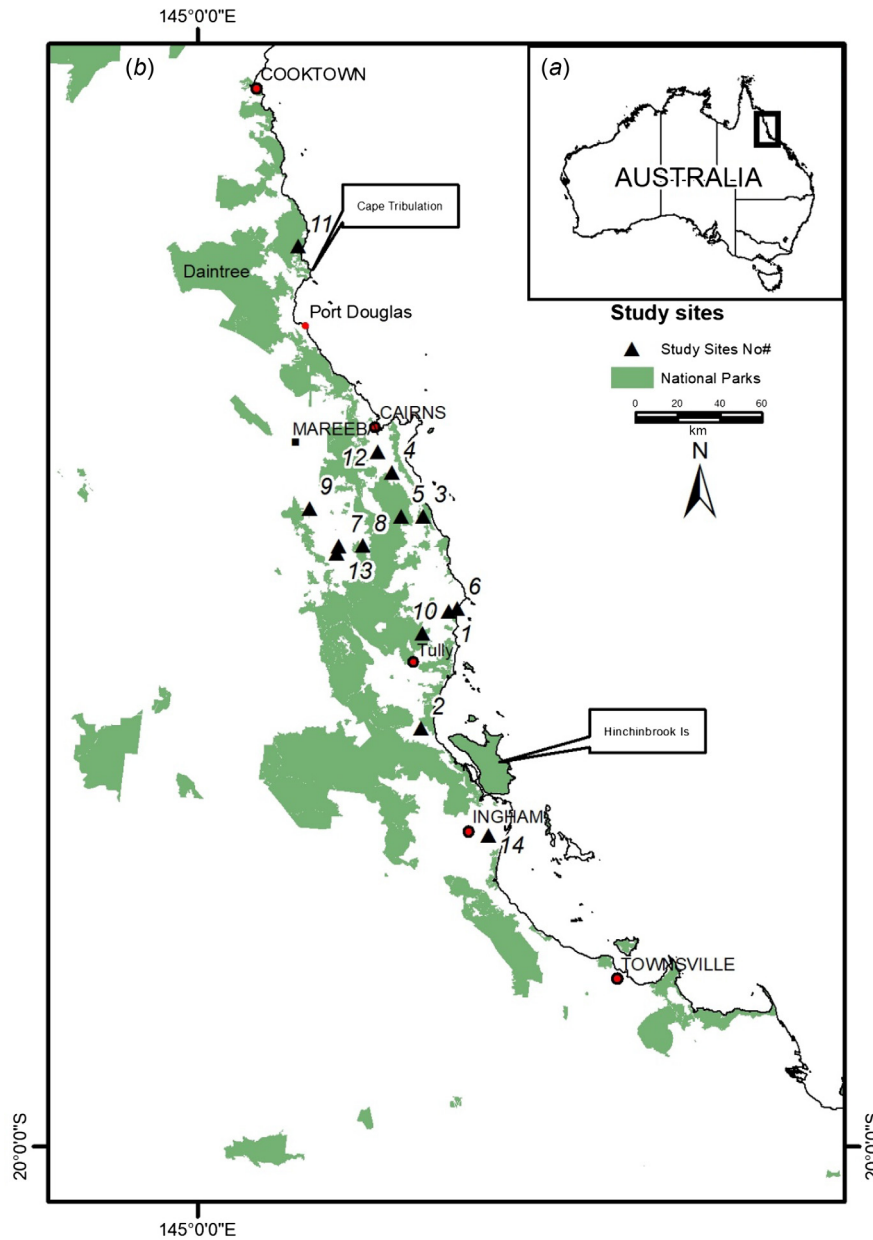 145°0'0"E
(b)
COOKTOWN
(a)
AUSTRALIA
11
Cape Tribulation
Daintree
Port Douglas
Study sites
Study Sites No#
National Parks
0 20 40 60
km
N
CAIRNS
MAREEBA
12
4
9
5
3
7
8
13
6
10
1
Tully
2
Hinchinbrook Is
INGHAM
14
TOWNSVILLE
20°0'0"S
20°0'0"S
145°0'0"E